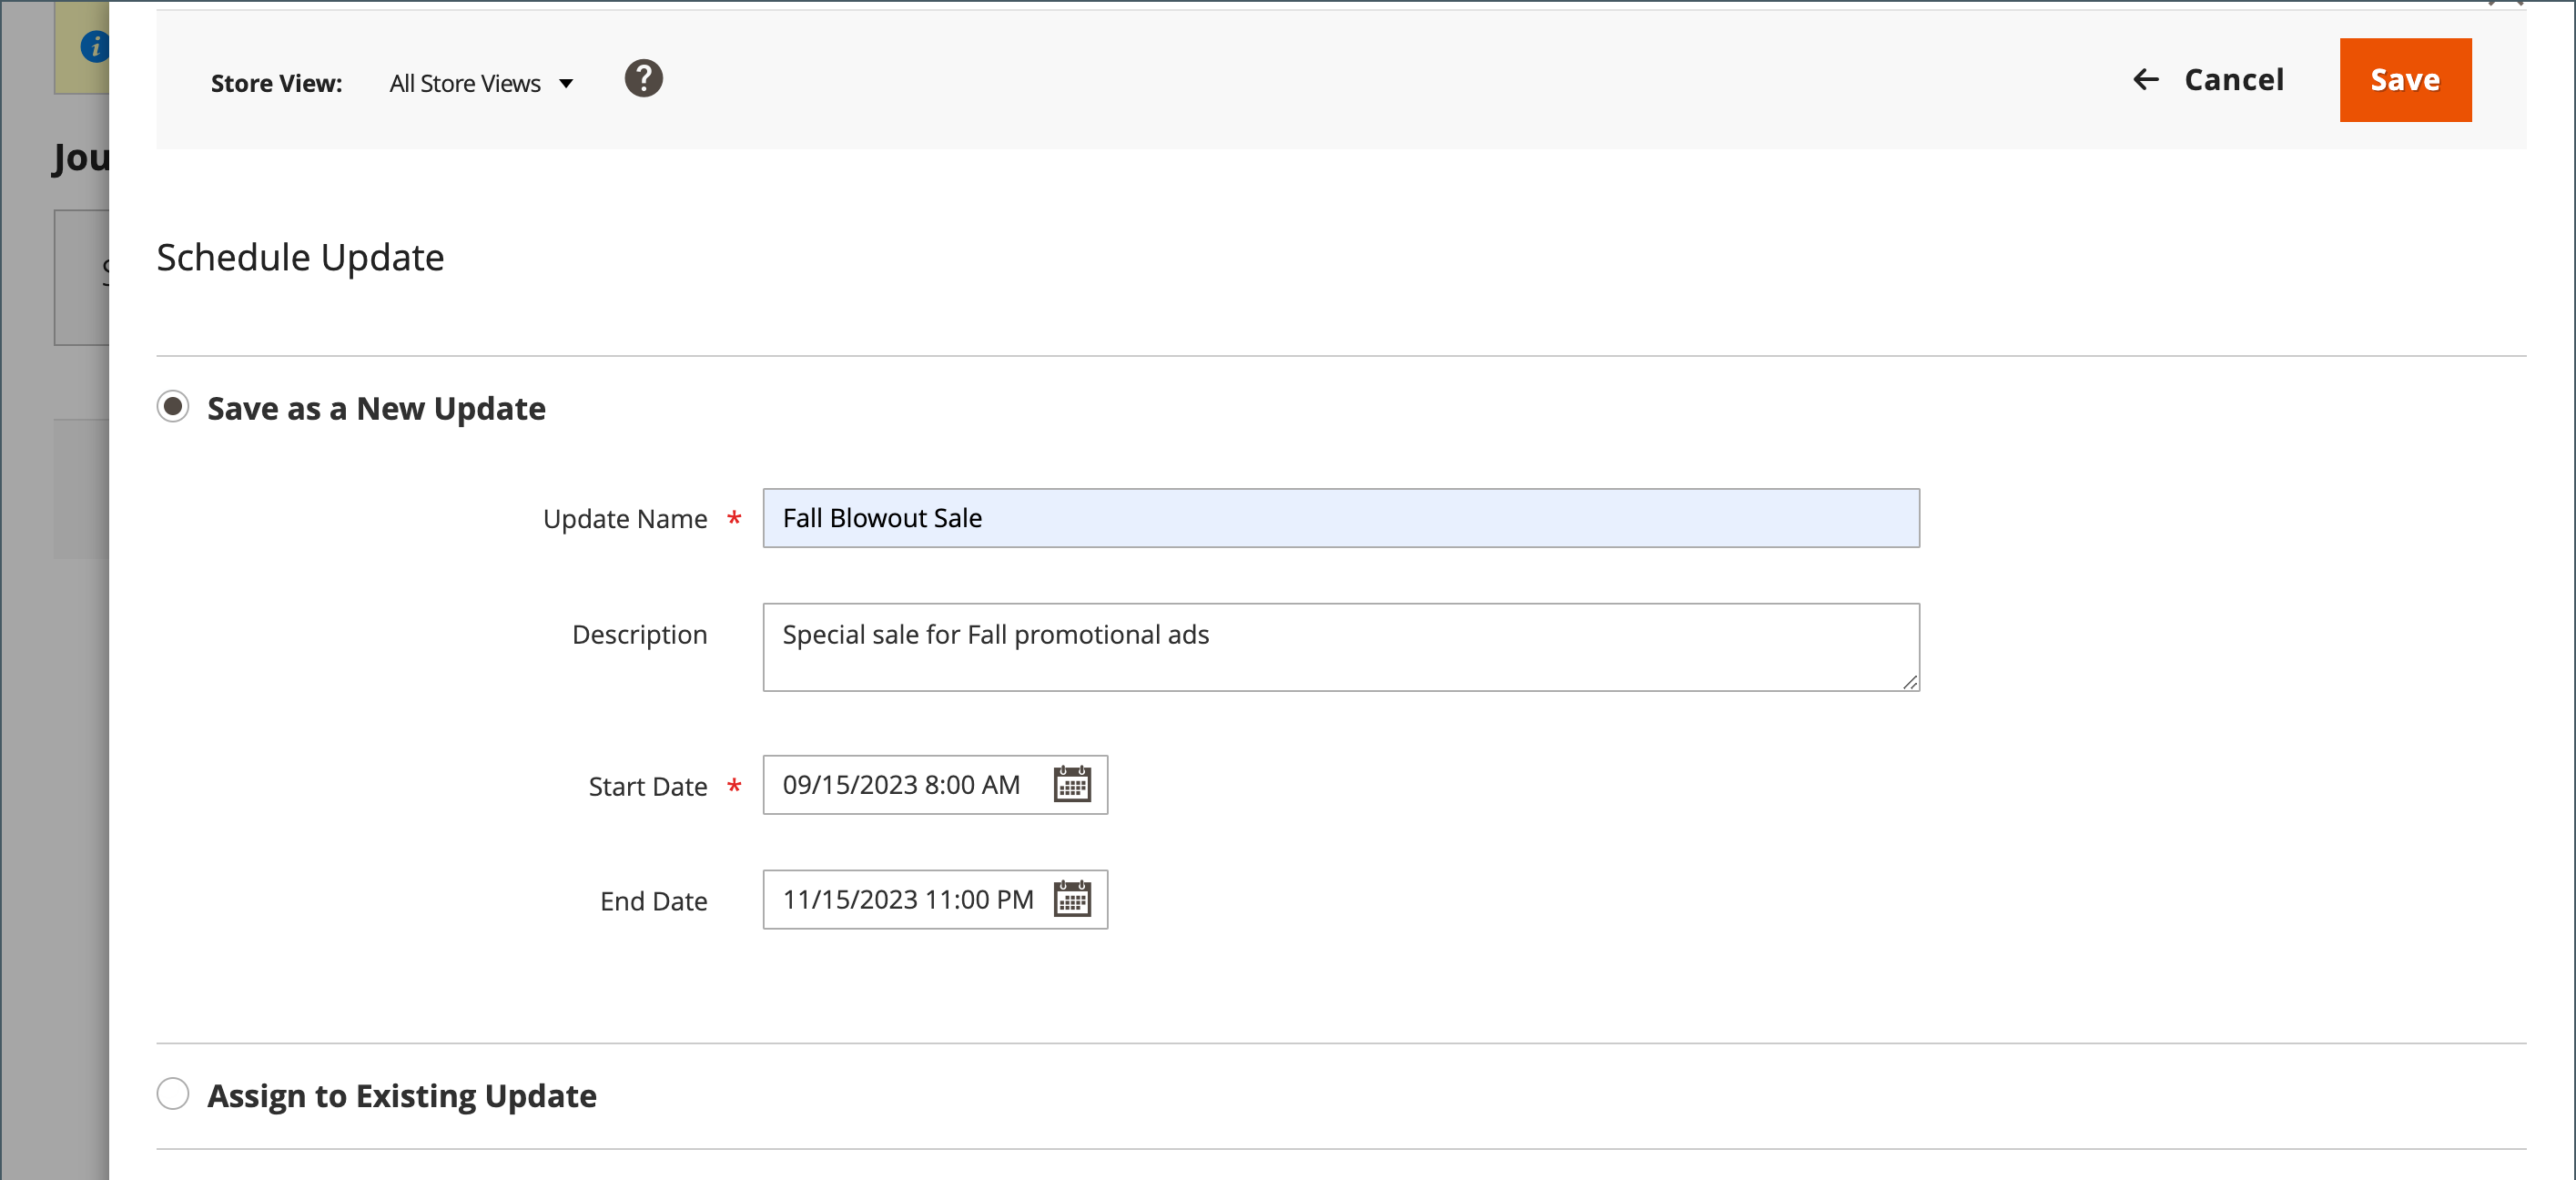 Store View: All Store Views ? Cancel Save
Jou
Schedule Update
Save as a New Update
Update Name * Fall Blowout Sale
Description Special sale for Fall promotional ads
Start Date * 09/15/2023 8:00 AM
End Date 11/15/2023 11:00 PM
Assign to Existing Update